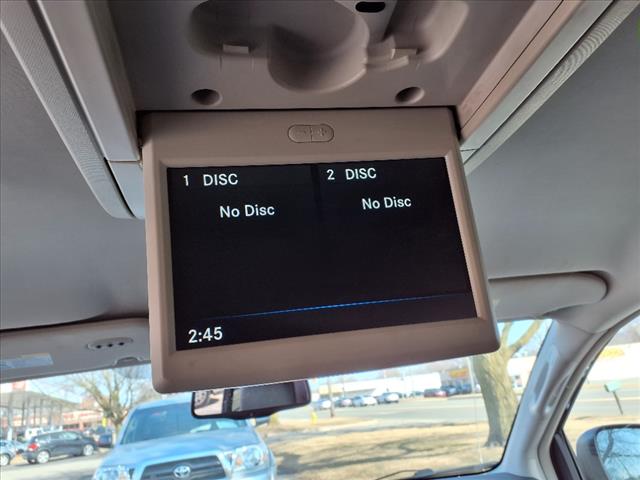 1 DISC
2 DISC
No Disc
No Disc
2:45